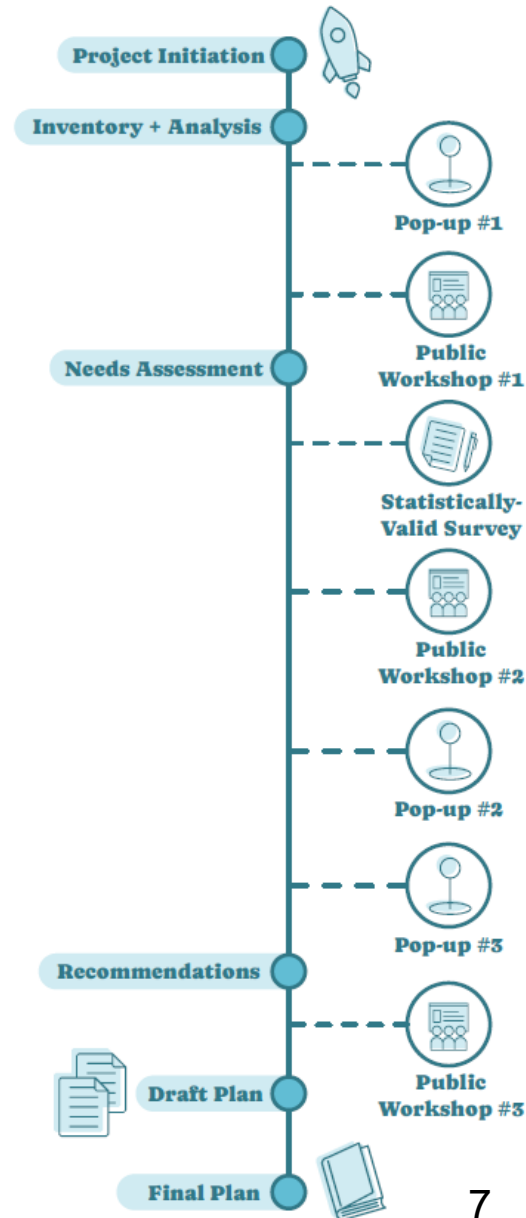 Project Initiation
Inventory + Analysis
Pop-up #1
Public
Workshop #1
Needs Assessment
Statistically-
Valid Survey
Public
Workshop #2
Pop-up #2
Pop-up #3
Recommendations
Public
Workshop #3
Draft Plan
Final Plan
7